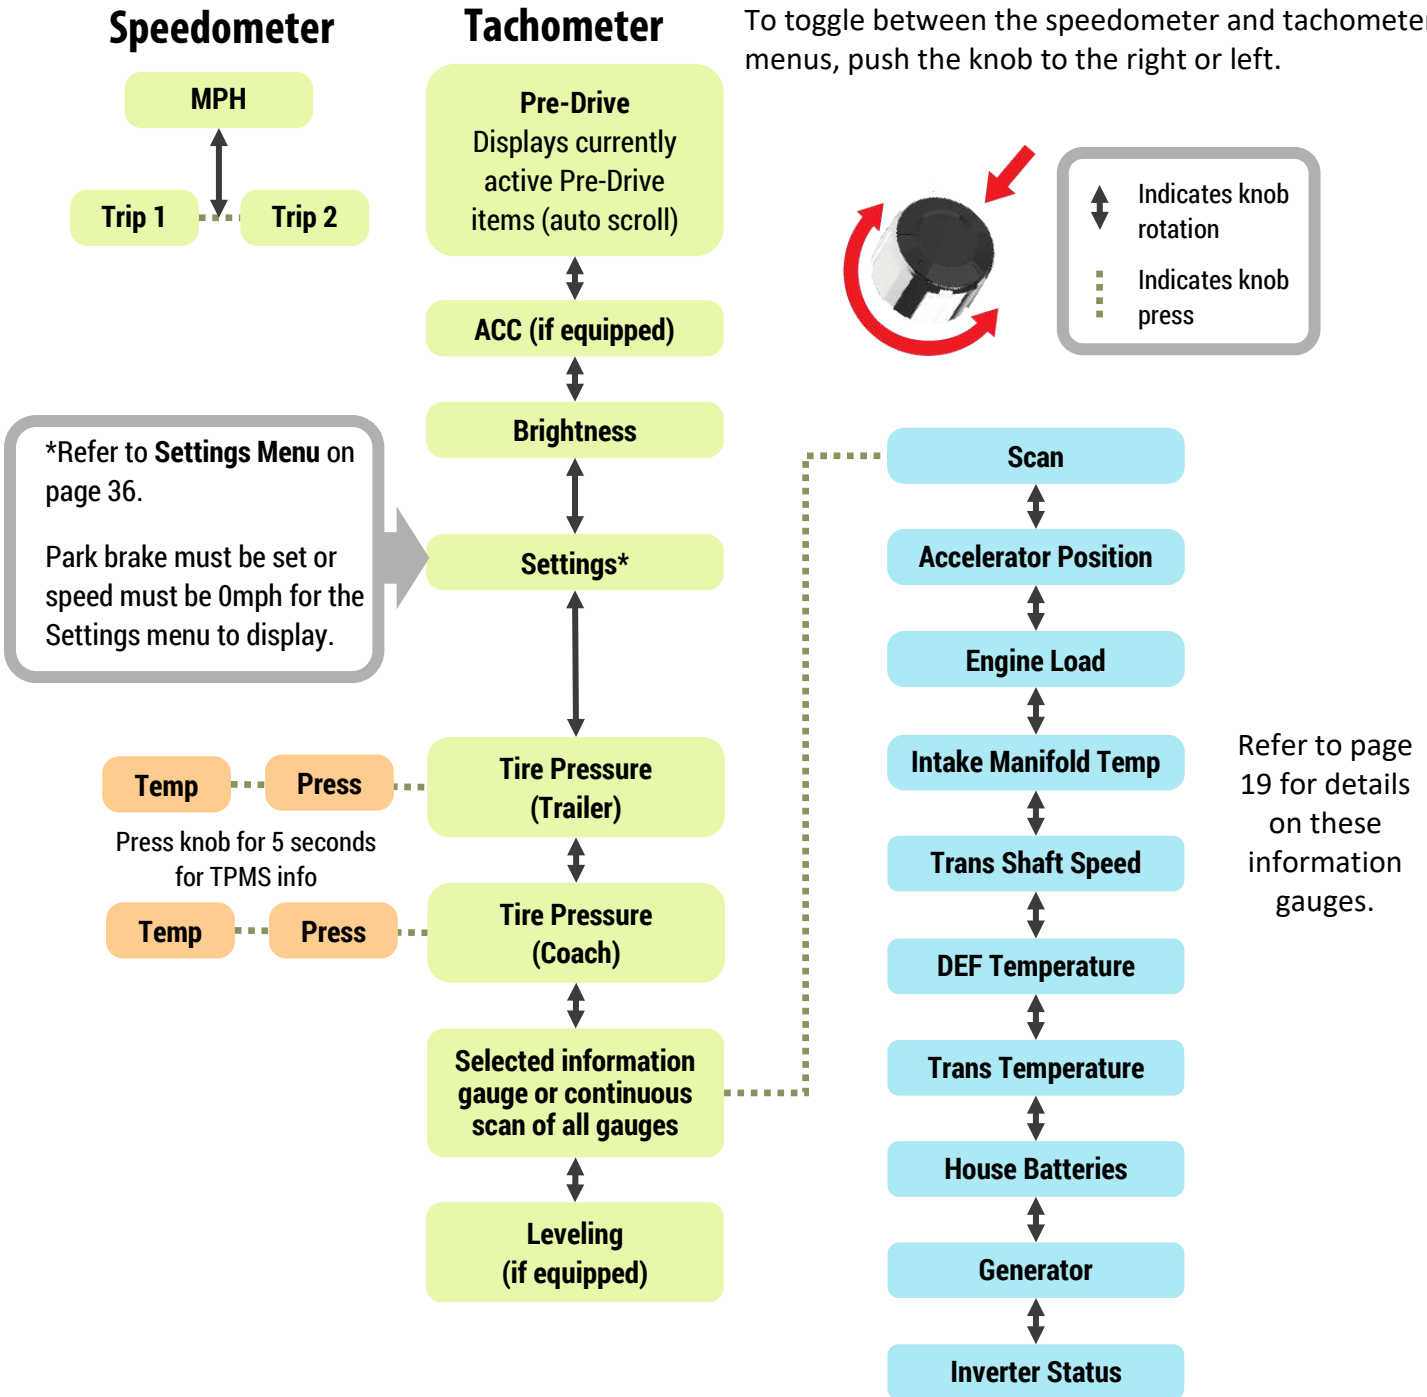 Speedometer
MPH
Trip 1
Trip 2
Tachometer
Pre-Drive
Displays currently
active Pre-Drive
items (auto scroll)
ACC (if equipped)
Brightness
Settings*
Tire Pressure
(Trailer)
Tire Pressure
(Coach)
Selected information
gauge or continuous
scan of all gauges
Leveling
(if equipped)
To toggle between the speedometer and tachometer
menus, push the knob to the right or left.
Indicates knob
rotation
Indicates knob
press
*Refer to Settings Menu on
page 36.
Park brake must be set or
speed must be 0mph for the
Settings menu to display.
Temp
Press
Press knob for 5 seconds
for TPMS info
Temp
Press
Scan
Accelerator Position
Engine Load
Intake Manifold Temp
Trans Shaft Speed
DEF Temperature
Trans Temperature
House Batteries
Generator
Inverter Status
Refer to page
19 for details
on these
information
gauges.